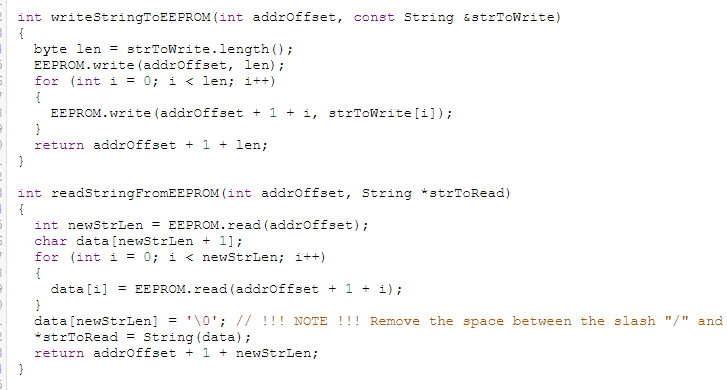 int writeStringToEEPROM(int addrOffset, const String &strToWrite)
{
  byte len = strToWrite.length();
  EEPROM.write(addrOffset, len);
  for (int i = 0; i < len; i++)
  {
    EEPROM.write(addrOffset + 1 + i, strToWrite[i]);
  }
  return addrOffset + 1 + len;
}

int readStringFromEEPROM(int addrOffset, String *strToRead)
{
  int newStrLen = EEPROM.read(addrOffset);
  char data[newStrLen + 1];
  for (int i = 0; i < newStrLen; i++)
  {
    data[i] = EEPROM.read(addrOffset + 1 + i);
  }
  data[newStrLen] = '\0'; // !!! NOTE !!! Remove the space between the slash "/" and
  *strToRead = String(data);
  return addrOffset + 1 + newStrLen;
}